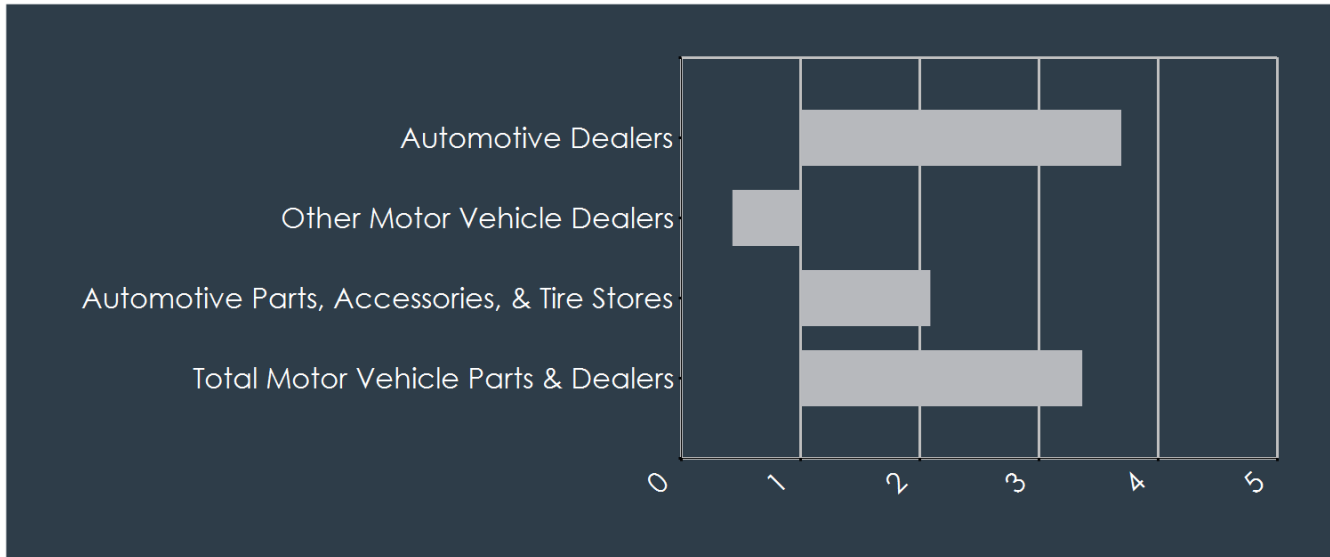 Automotive Dealers
Other Motor Vehicle Dealers
Automotive Parts, Accessories, & Tire Stores
Total Motor Vehicle Parts & Dealers
0 1 2 3 4 5